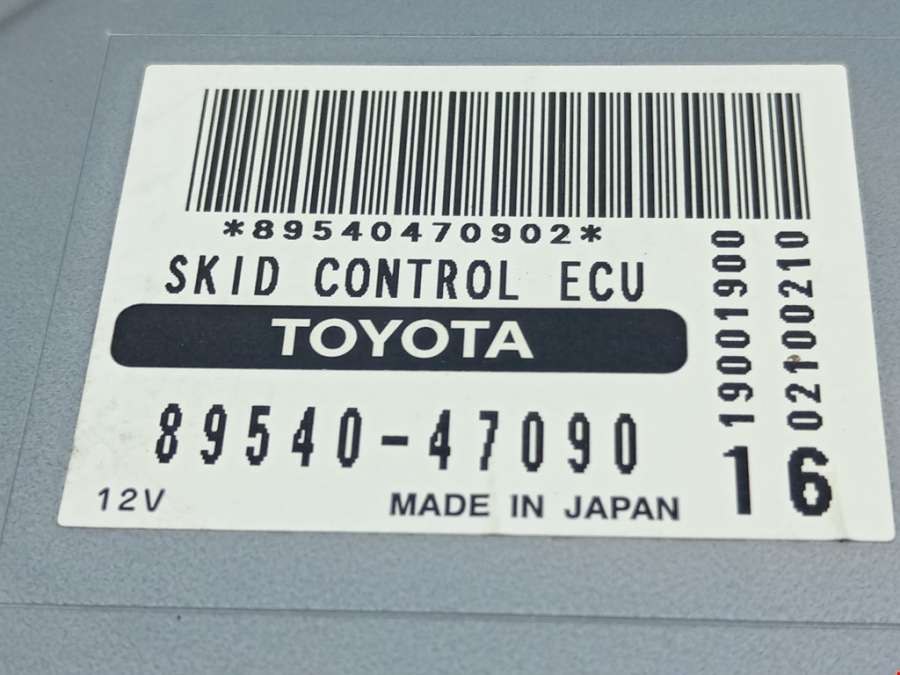 *89540470902*
SKID CONTROL ECU
TOYOTA
89540-47090
12V
MADE IN JAPAN
19001900
02100210
16